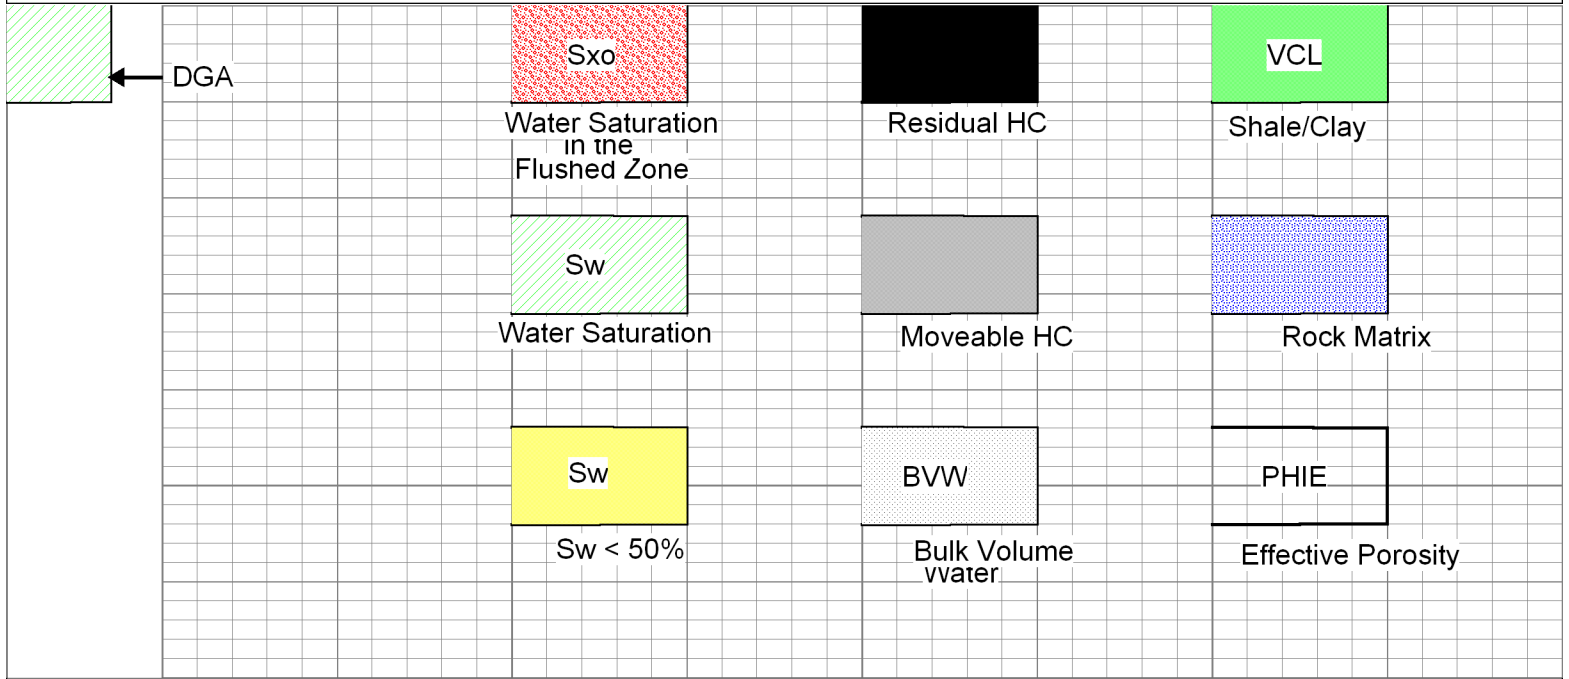 DGA
Sxo
Water Saturation
in the
Flushed Zone
Residual HC
VCL
Shale/Clay
Sw
Water Saturation
Moveable HC
Rock Matrix
Sw
Sw < 50%
BVW
Bulk Volume
Water
PHIE
Effective Porosity